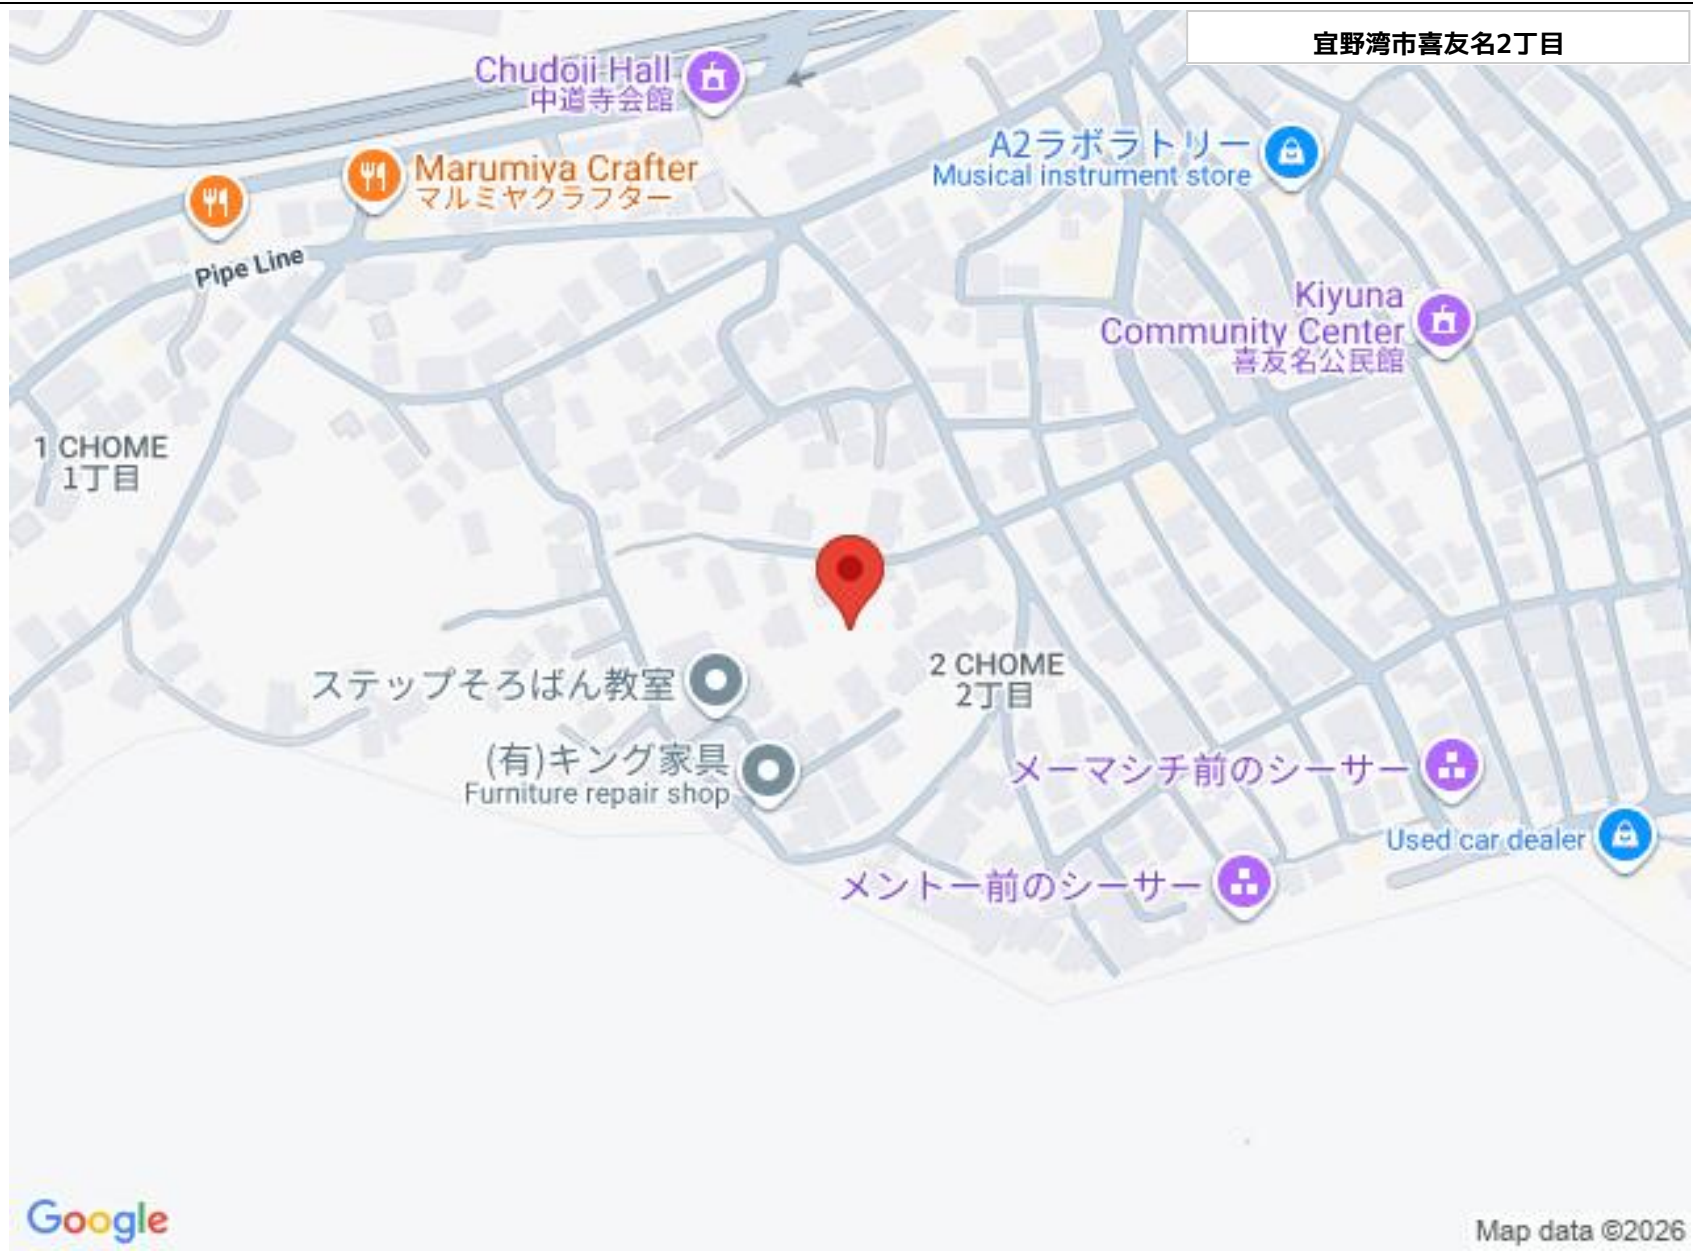 宜野湾市喜友名2丁目
Chudoji Hall
中道寺会館
Marumiya Crafter
マルミヤクラフター
A2ラボラトリー
Musical instrument store
Pipe Line
Kiyuna
Community Center
喜友名公民館
1 CHOME
1丁目
ステップそろばん教室
2 CHOME
2丁目
(有)キング家具
Furniture repair shop
メーマシチ前のシーサー
Used car dealer
メントー前のシーサー
Google
Map data ©2026